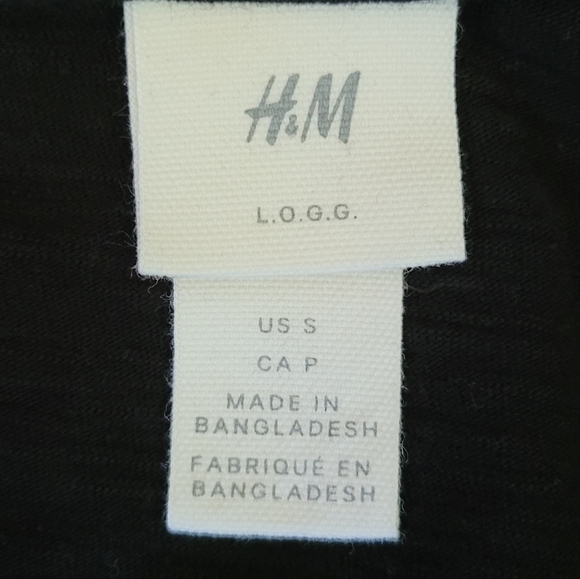 H&M
L.O.G.G.
US S
CA P
MADE IN
BANGLADESH
FABRIQUÉ EN
BANGLADESH